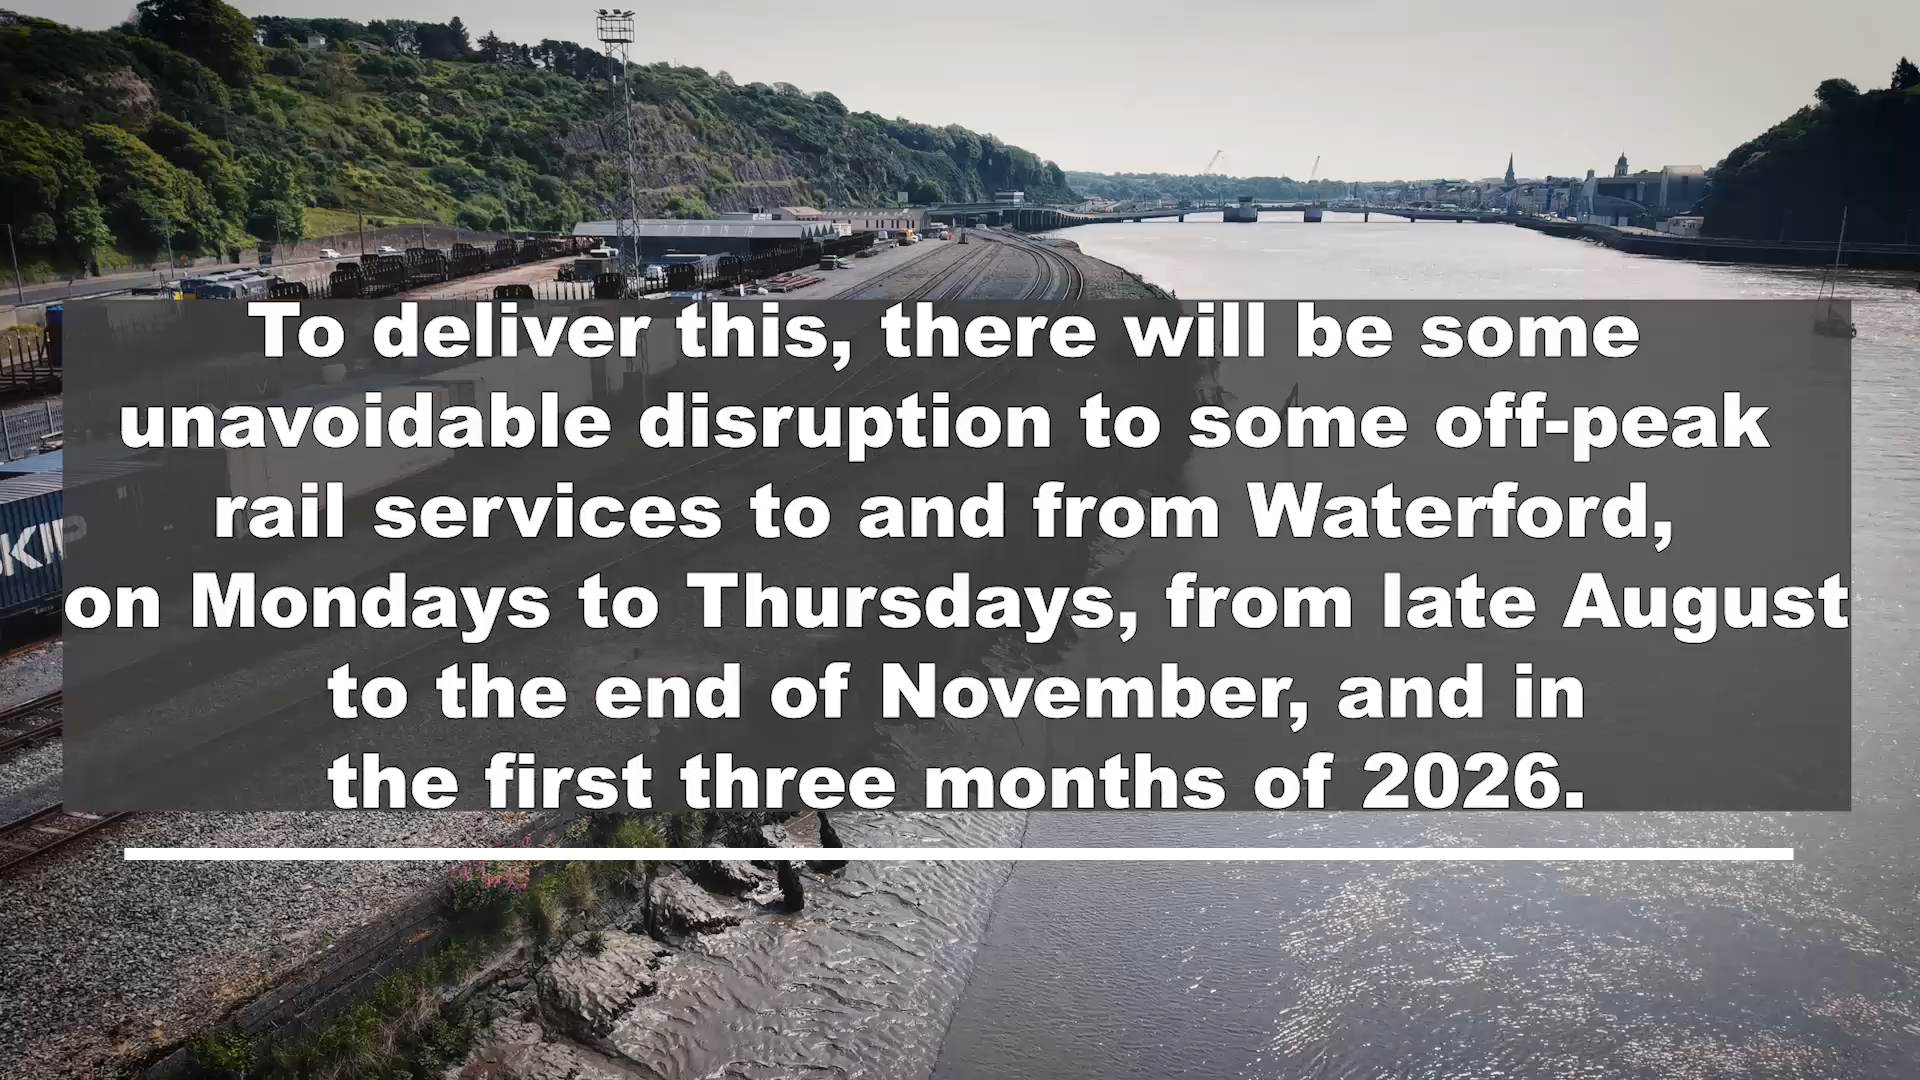 To deliver this, there will be some
unavoidable disruption to some off-peak
rail services to and from Waterford,
on Mondays to Thursdays, from late August
to the end of November, and in
the first three months of 2026.